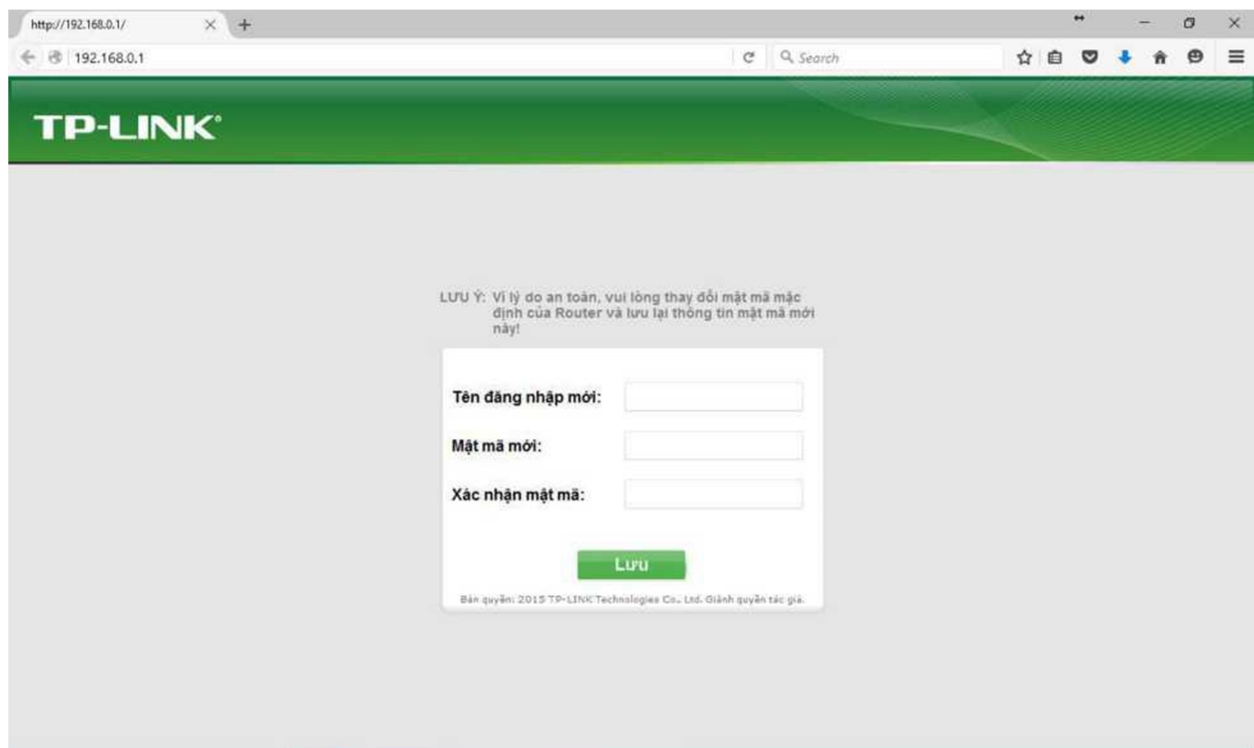 http://192.168.0.1/
192.168.0.1
Search
TP-LINK®
LƯU Ý: Vì lý do an toàn, vui lòng thay đổi mật mã mặc
định của Router và lưu lại thông tin mật mã mới
này!
Tên đăng nhập mới:
Mật mã mới:
Xác nhận mật mã:
Lưu
Bản quyền: 2015 TP-LINK Technologies Co., Ltd. Giành quyền tác giả.